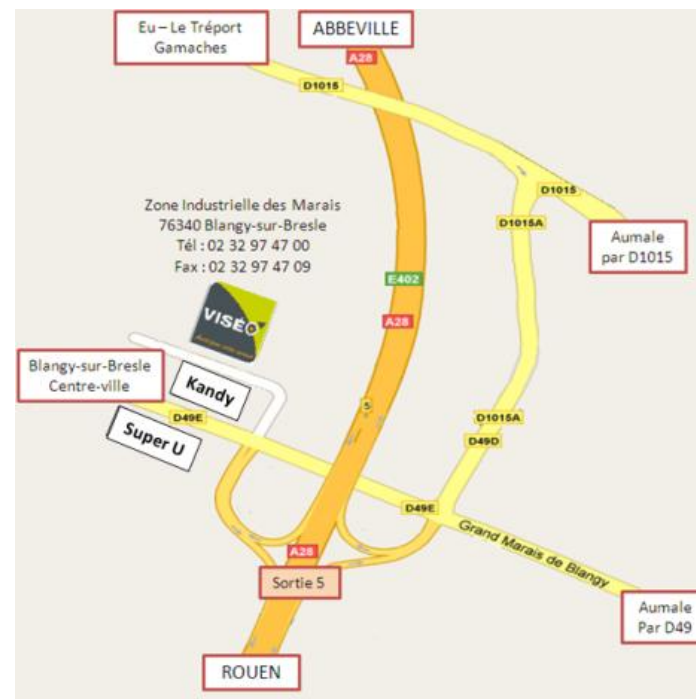 Eu – Le Tréport
Gamaches
ABBEVILLE
A28
D1015
D1015
D1015A
Aumale
par D1015
Zone Industrielle des Marais
76340 Blangy-sur-Bresle
Tél : 02 32 97 47 00
Fax : 02 32 97 47 09
E402
VISÉO
A28
Blangy-sur-Bresle
Centre-ville
Kandy
5
D49E
D1015A
Super U
D49D
D49E
Grand Marais de Blangy
A28
Sortie 5
Aumale
Par D49
ROUEN